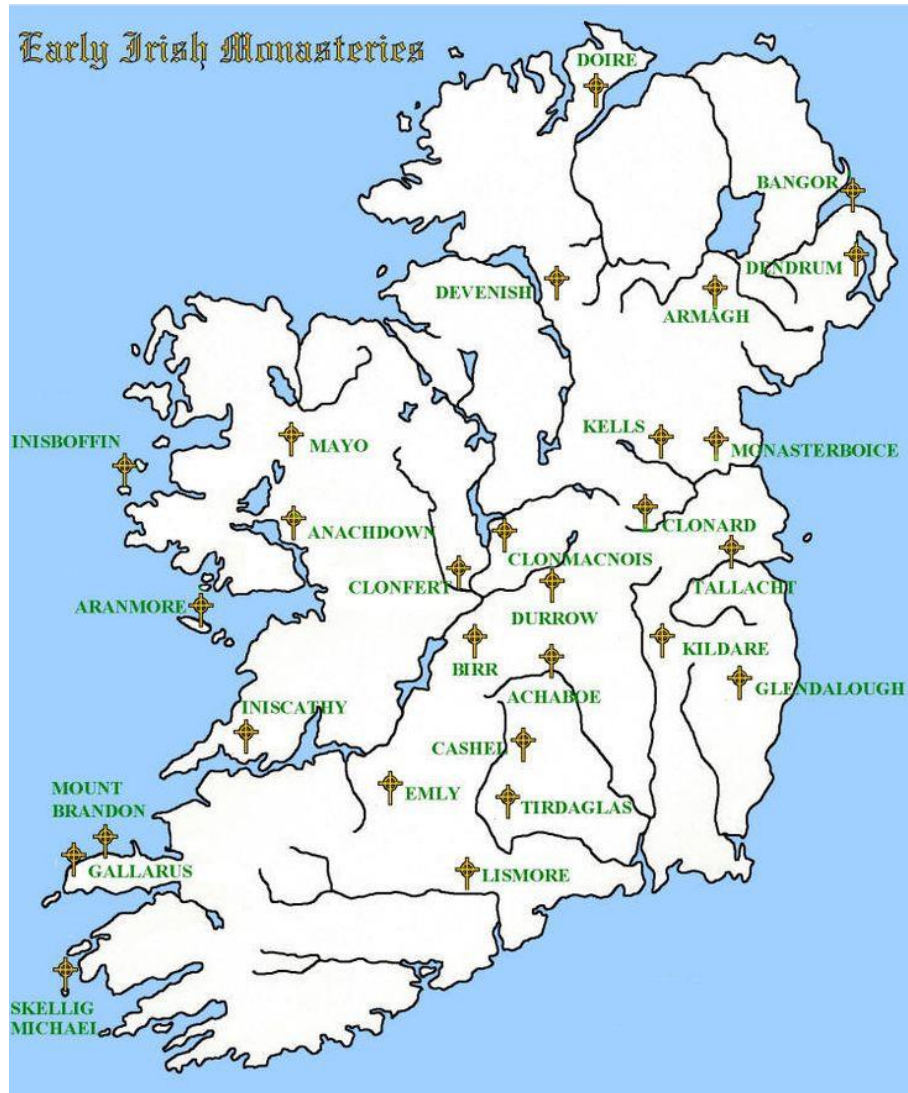 Early Irish Monasteries
DOIRE
BANGOR
DENDRUM
DEVENISH
ARMAGH
KELLS
MONASTERBOICE
INISBOFFIN
MAYO
ANACHDOWN
CLONARD
CLONMACNOIS
TALLACHT
CLONFERT
ARANMORE
DURROW
KILDARE
BIRR
ACHABOE
GLENDALOUGH
INISCATHY
CASHEL
MOUNT
BRANDON
EMLY
TIRDAGLAS
GALLARUS
LISMORE
SKELLIG
MICHAEL